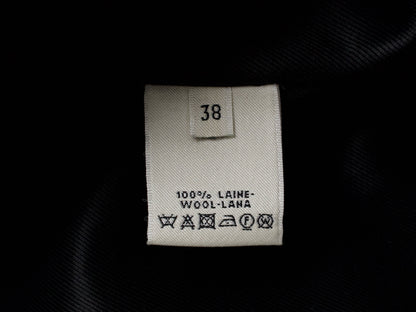 38
100% LAINE-
WOOL-LANA
F W